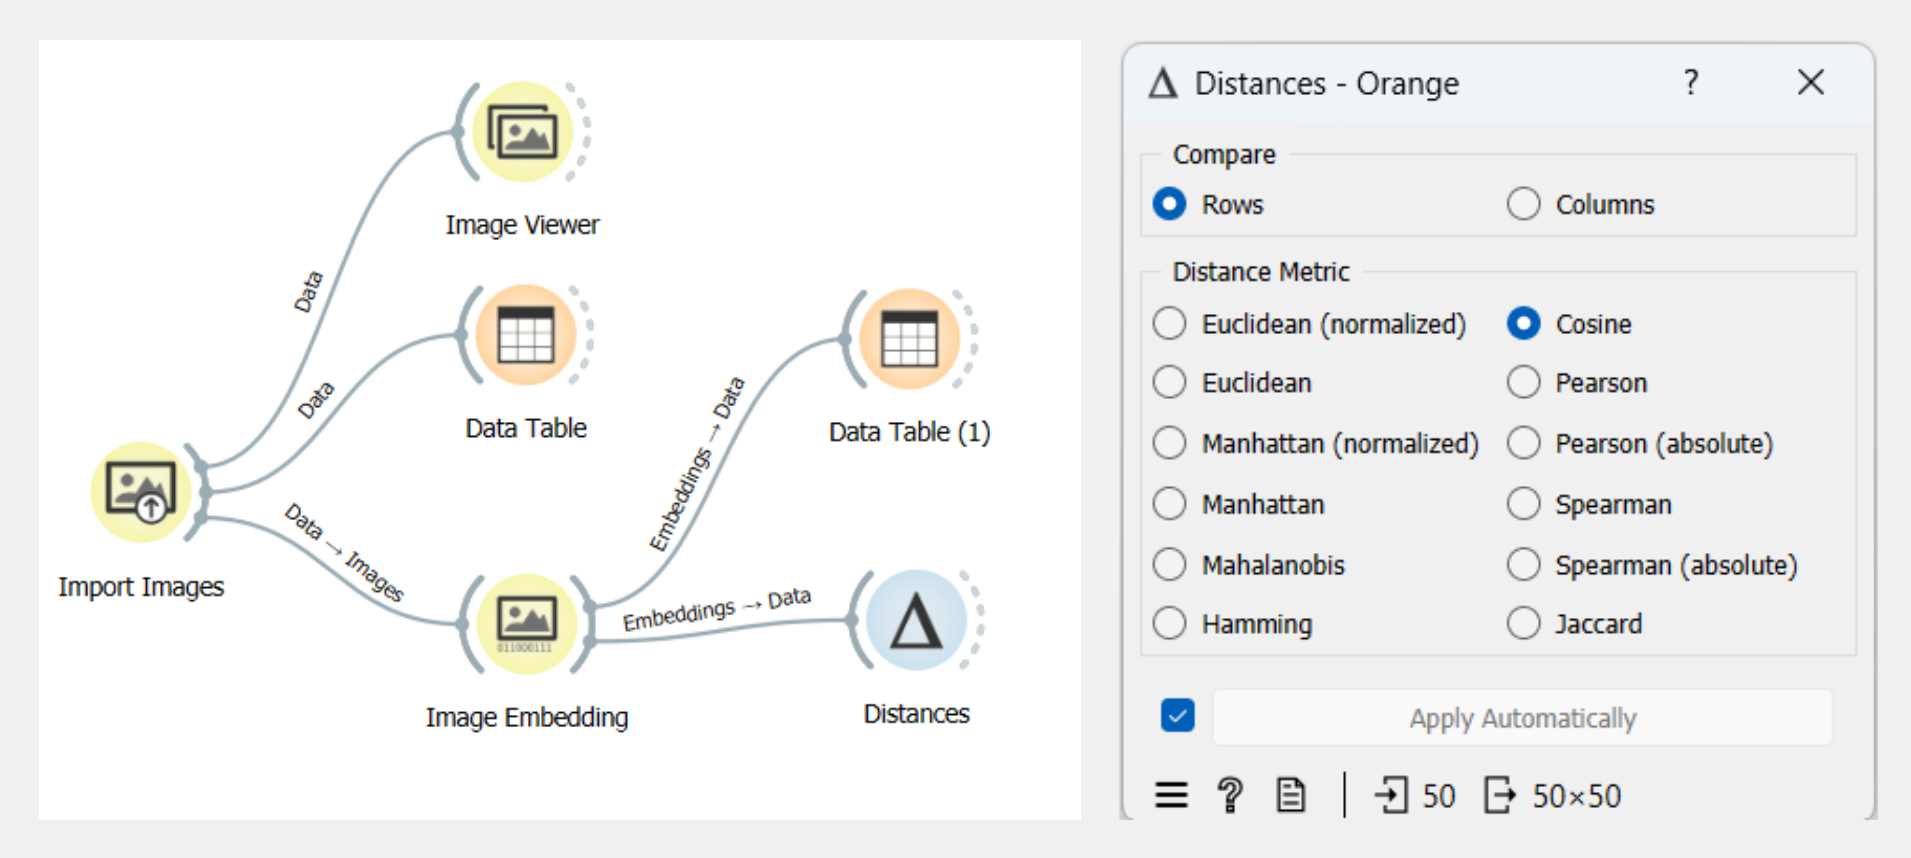 Image Viewer
Data
Data
Data Table
Embeddings → Data
Data Table (1)
Import Images
Data → Images
011000111
Image Embedding
Embeddings → Data
Distances
Δ Distances - Orange ? ×
Compare
Rows Columns
Distance Metric
Euclidean (normalized) Cosine
Euclidean Pearson
Manhattan (normalized) Pearson (absolute)
Manhattan Spearman
Mahalanobis Spearman (absolute)
Hamming Jaccard
Apply Automatically
? 50 50×50